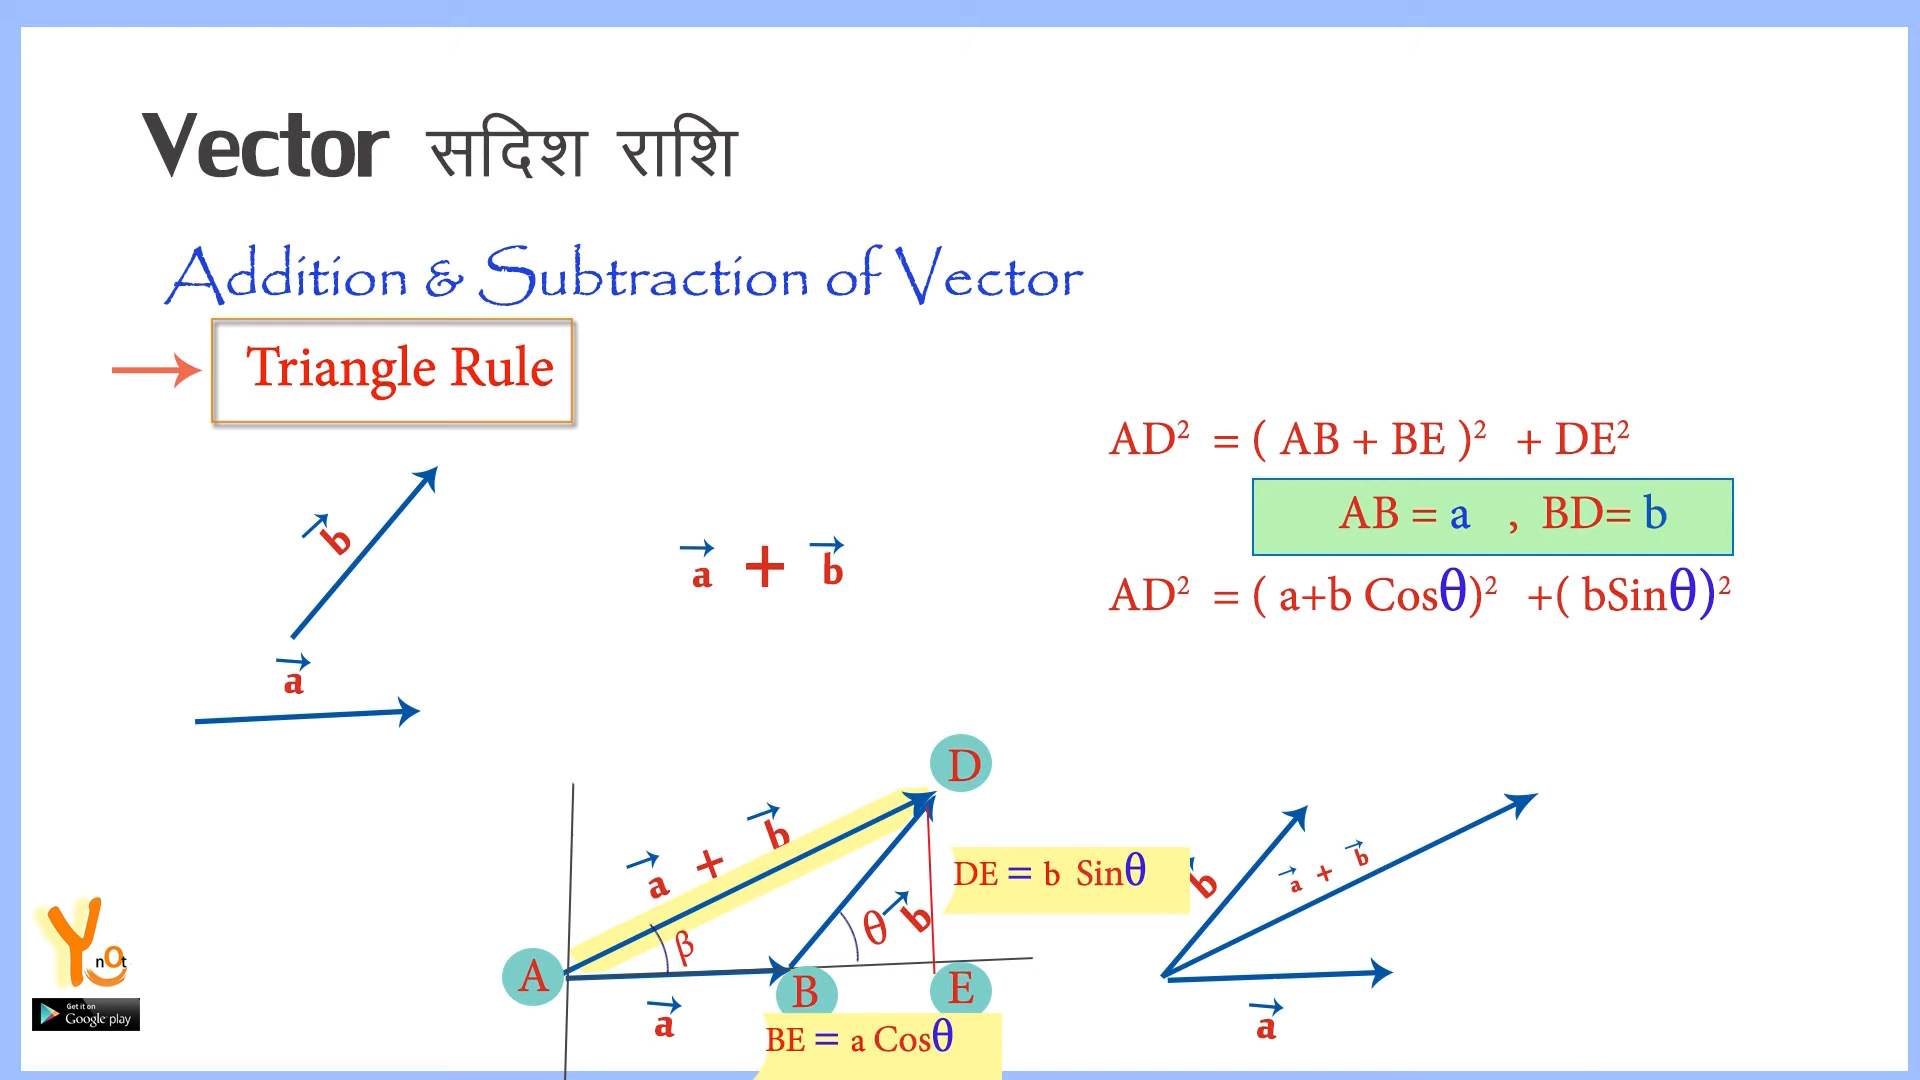 Vector सदिश राशि
Addition & Subtraction of Vector
Triangle Rule
AD² = ( AB + BE )² + DE²
AB = a , BD= b
AD² = ( a+b Cosθ)² +( bSinθ)²
b
a
a + b
D
a + b
DE = b Sinθ
θ
b
β
A
B
E
a
BE = a Cosθ
b
a + b
a
Y nOt
Get it on
Google play